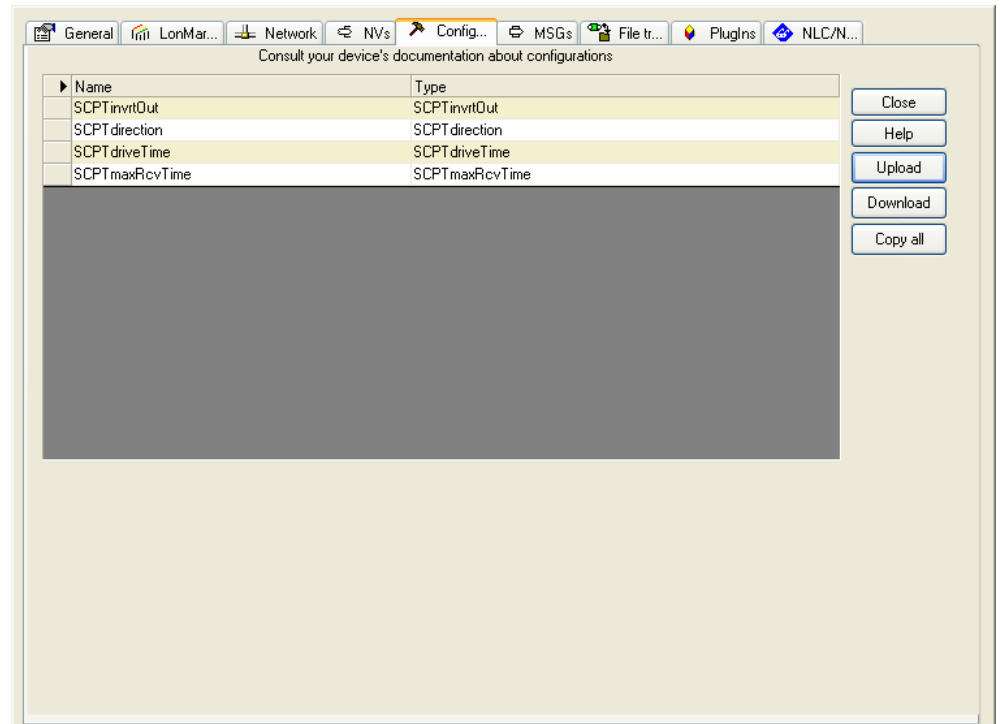 General LonMar... Network NVs Config... MSGs File tr... PlugIns NLC/N...
Consult your device's documentation about configurations
Name Type
SCPTinvrtOut SCPTinvrtOut
SCPTdirection SCPTdirection
SCPTdriveTime SCPTdriveTime
SCPTmaxRcvTime SCPTmaxRcvTime
Close
Help
Upload
Download
Copy all